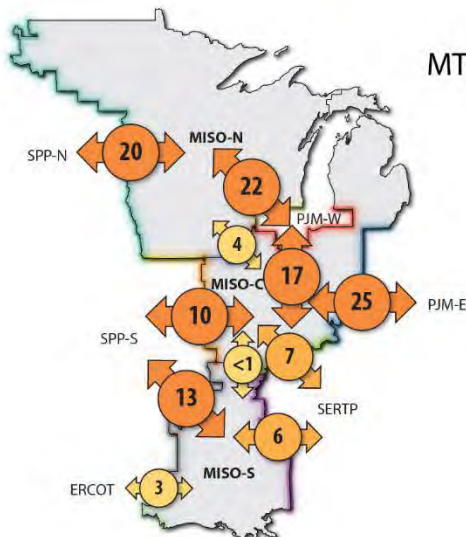 MT
MISO-N
SPP-N
20
22
PJM-W
4
MISO-C
17
25
PJM-E
10
SPP-S
7
<1
13
SERTP
6
MISO-S
ERCOT
3